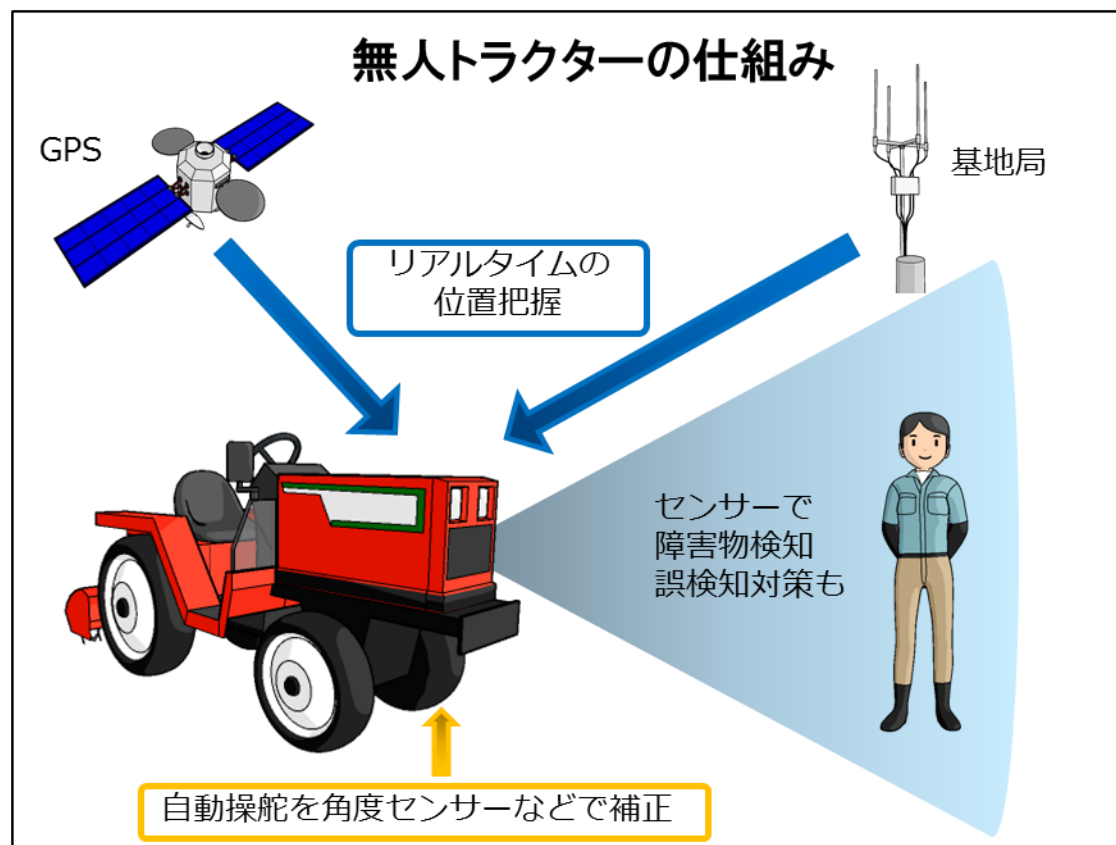 無人トラクターの仕組み
GPS
基地局
リアルタイムの
位置把握
センサーで
障害物検知
誤検知対策も
自動操舵を角度センサーなどで補正